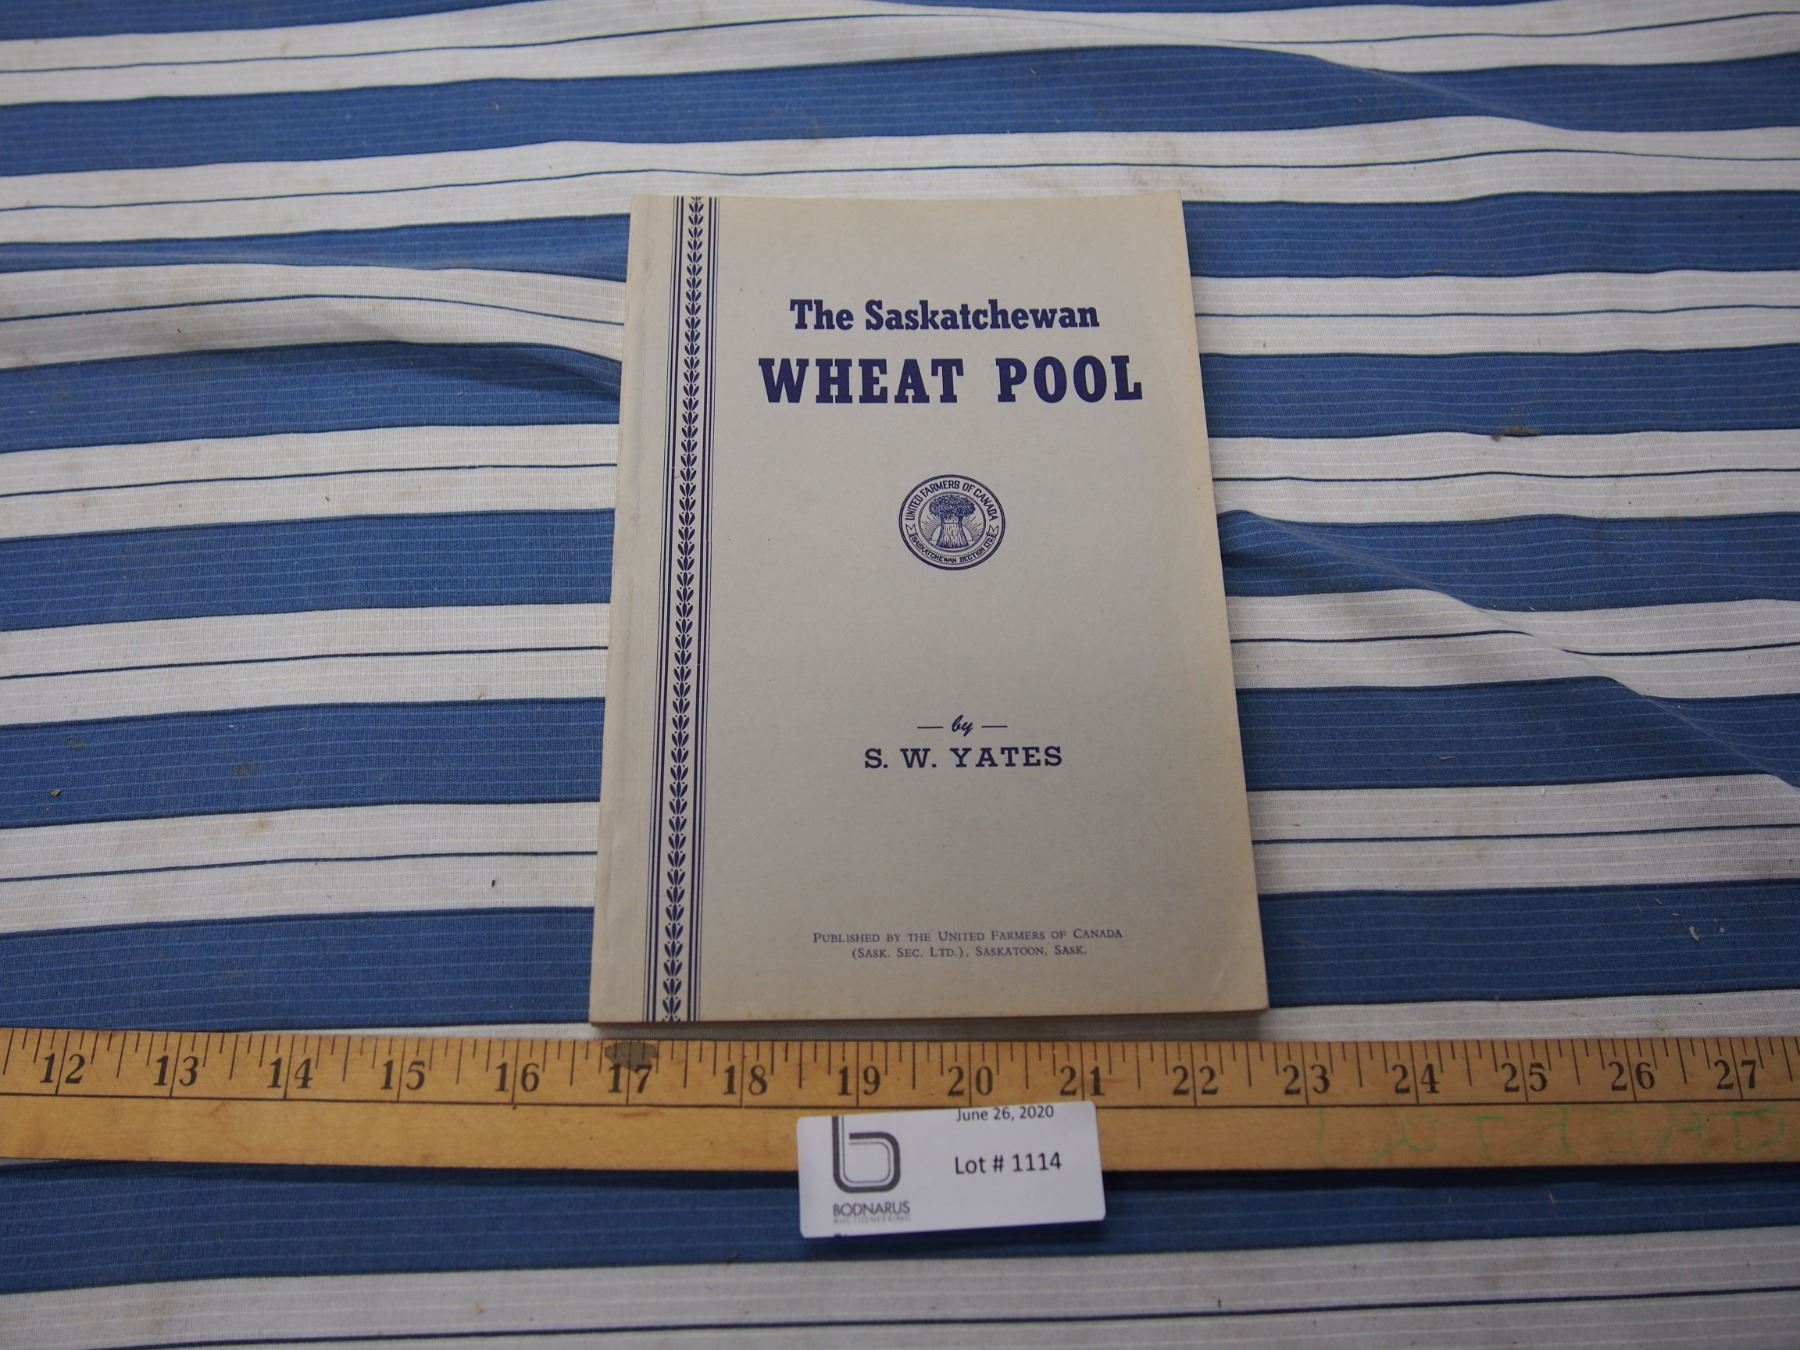 The Saskatchewan
WHEAT POOL
UNITED FARMERS OF CANADA
SASKATCHEWAN SECTION LTD.
— by —
S. W. YATES
PUBLISHED BY THE UNITED FARMERS OF CANADA
(SASK. SEC. LTD.), SASKATOON, SASK.
12 13 14 15 16 17 18 19 20 21 22 23 24 25 26 27
June 26, 2020
Lot # 1114
BODNARUS
AUCTIONEERING